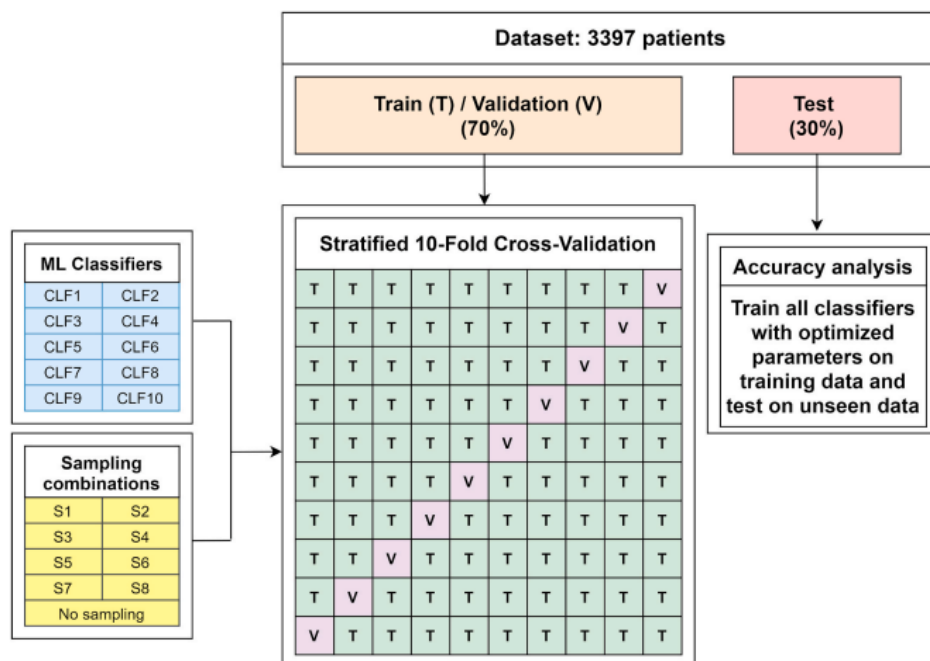 Dataset: 3397 patients
Train (T) / Validation (V)
(70%)
Test
(30%)
ML Classifiers
CLF1 CLF2
CLF3 CLF4
CLF5 CLF6
CLF7 CLF8
CLF9 CLF10
Sampling
combinations
S1 S2
S3 S4
S5 S6
S7 S8
No sampling
Stratified 10-Fold Cross-Validation
T T T T T T T T T V
T T T T T T T T V T
T T T T T T T V T T
T T T T T T V T T T
T T T T T V T T T T
T T T T V T T T T T
T T T V T T T T T T
T T V T T T T T T T
T V T T T T T T T T
V T T T T T T T T T
Accuracy analysis
Train all classifiers
with optimized
parameters on
training data and
test on unseen data